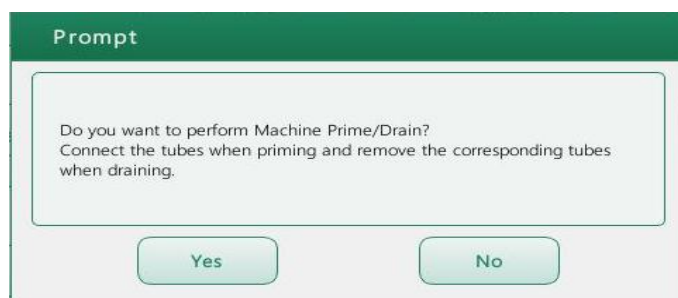 Prompt
Do you want to perform Machine Prime/Drain?
Connect the tubes when priming and remove the corresponding tubes
when draining.
Yes
No